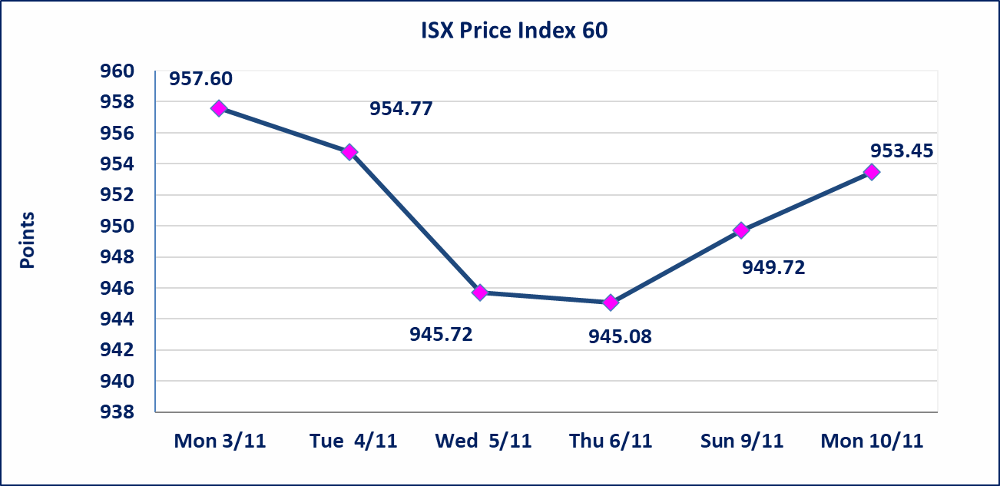 ISX Price Index 60
Points
960
958
956
954
952
950
948
946
944
942
940
938
957.60
954.77
945.72
945.08
949.72
953.45
Mon 3/11
Tue  4/11
Wed  5/11
Thu 6/11
Sun 9/11
Mon 10/11